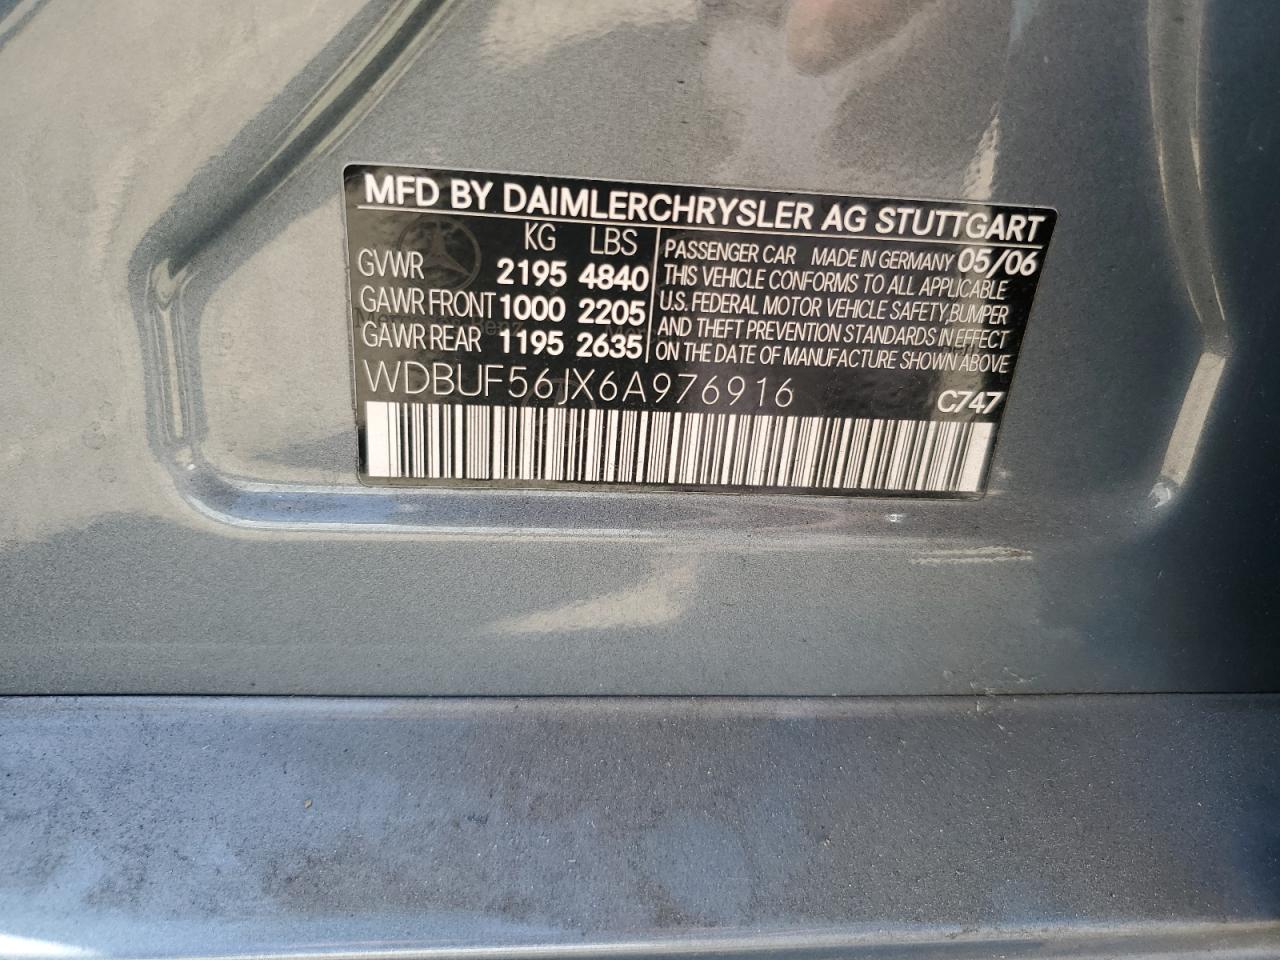 MFD BY DAIMLERCHRYSLER AG STUTTGART
KG LBS
GVWR 2195 4840
GAWR FRONT 1000 2205
GAWR REAR 1195 2635
PASSENGER CAR MADE IN GERMANY 05/06
THIS VEHICLE CONFORMS TO ALL APPLICABLE
U.S. FEDERAL MOTOR VEHICLE SAFETY,BUMPER
AND THEFT PREVENTION STANDARDS IN EFFECT
ON THE DATE OF MANUFACTURE SHOWN ABOVE
WDBUF56JX6A976916
C747